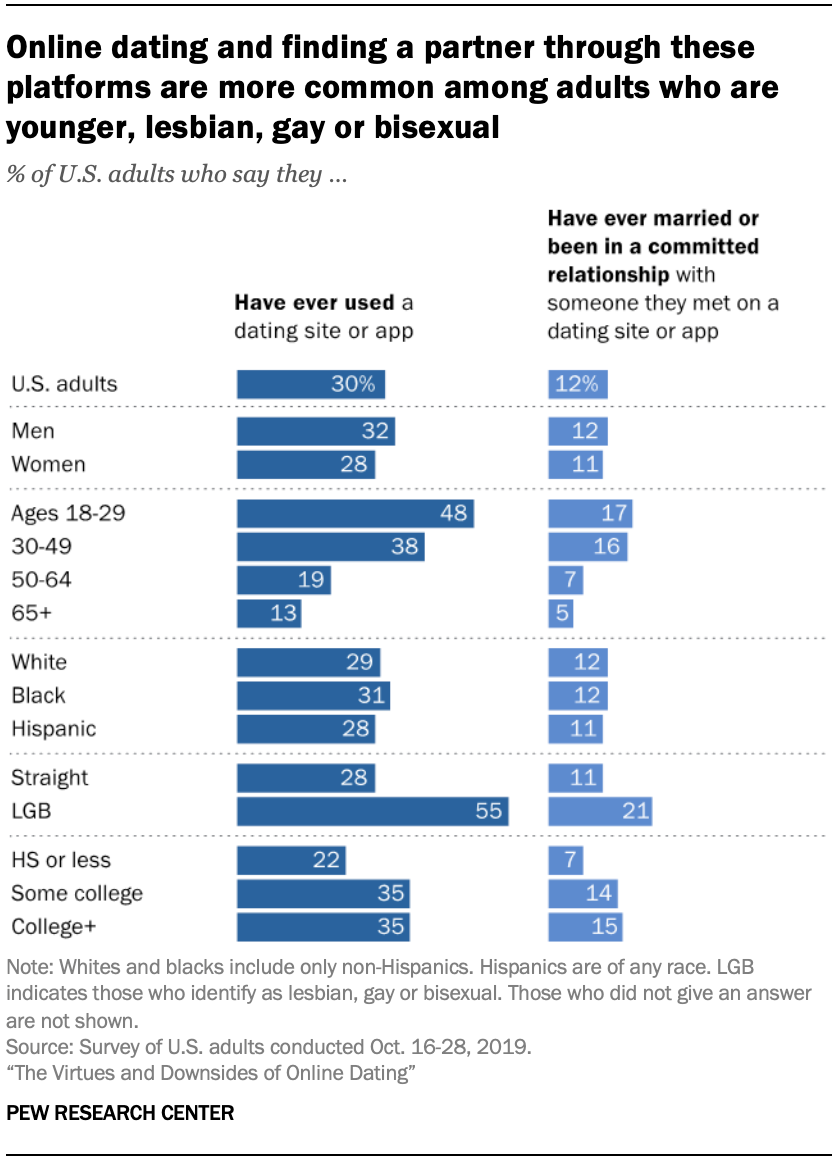 Online dating and finding a partner through these
platforms are more common among adults who are
younger, lesbian, gay or bisexual
% of U.S. adults who say they ...
Have ever used a
dating site or app
Have ever married or
been in a committed
relationship with
someone they met on a
dating site or app
U.S. adults 30% 12%
Men 32 12
Women 28 11
Ages 18-29 48 17
30-49 38 16
50-64 19 7
65+ 13 5
White 29 12
Black 31 12
Hispanic 28 11
Straight 28 11
LGB 55 21
HS or less 22 7
Some college 35 14
College+ 35 15
Note: Whites and blacks include only non-Hispanics. Hispanics are of any race. LGB
indicates those who identify as lesbian, gay or bisexual. Those who did not give an answer
are not shown.
Source: Survey of U.S. adults conducted Oct. 16-28, 2019.
“The Virtues and Downsides of Online Dating”
PEW RESEARCH CENTER